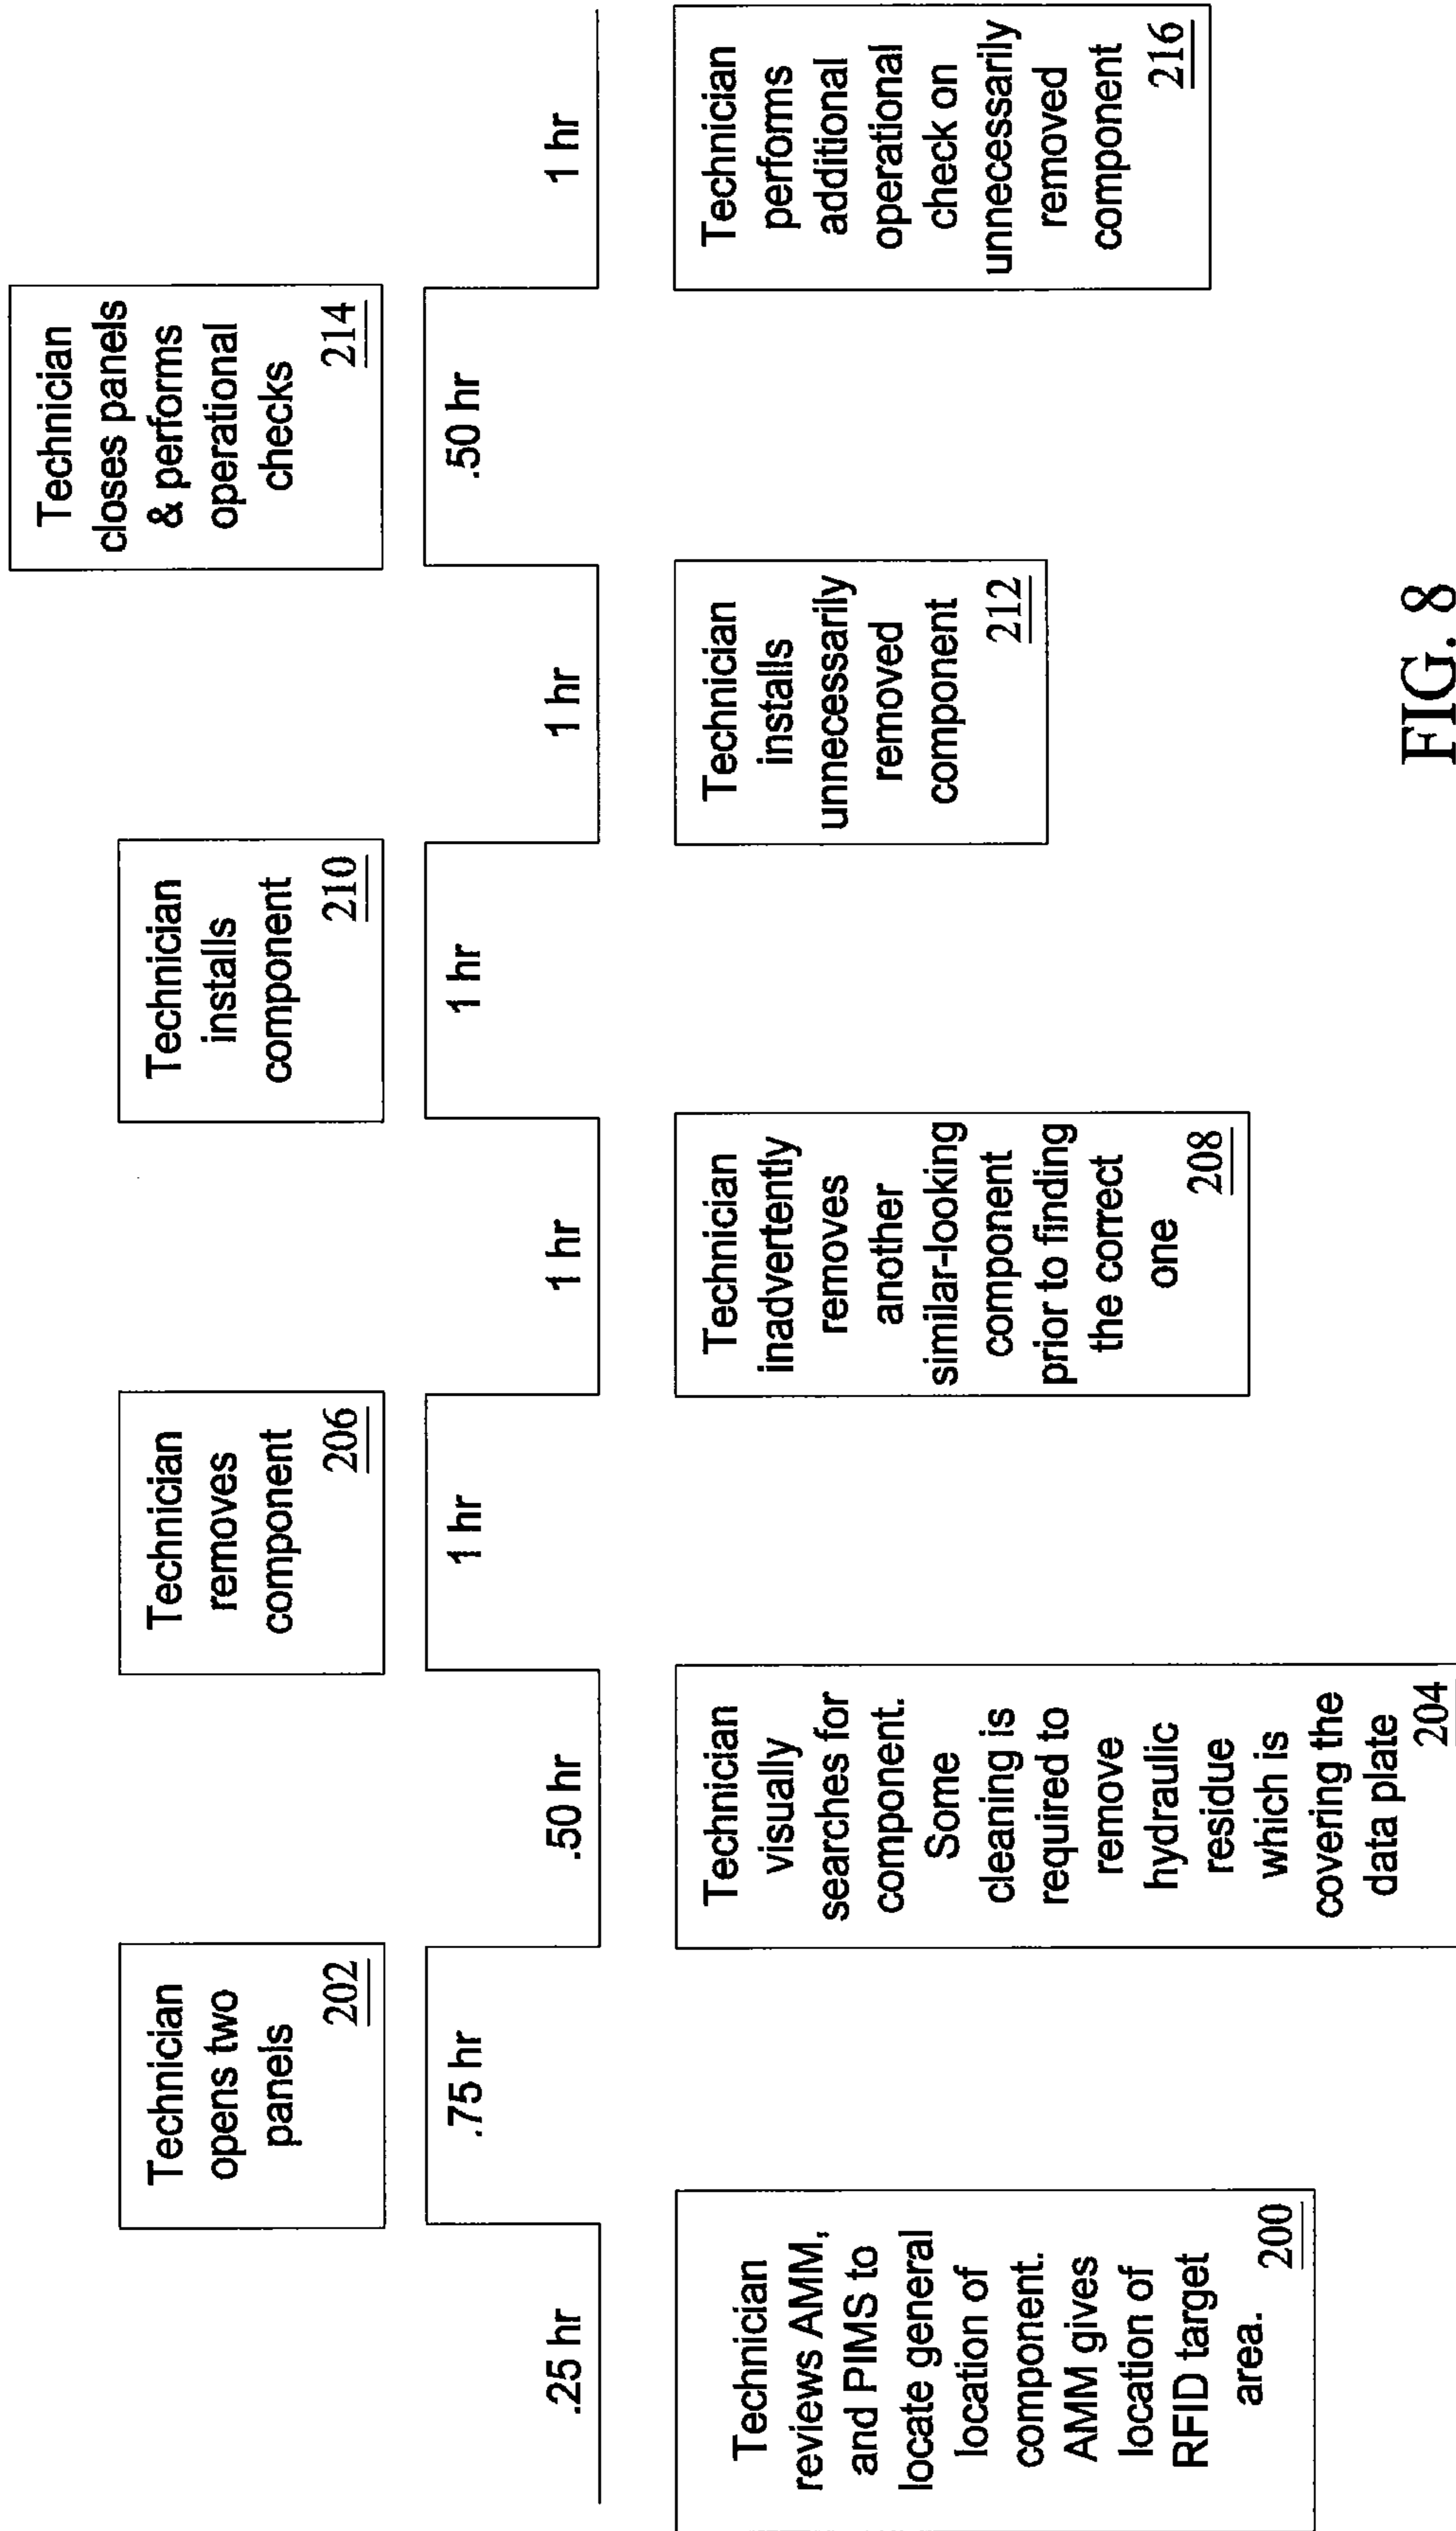 Technician
reviews AMM,
and PIMS to
locate general
location of
component.
AMM gives
location of
RFID target
area.
200
.25 hr
Technician
opens two
panels
202
.75 hr
Technician
visually
searches for
component.
Some
cleaning is
required to
remove
hydraulic
residue
which is
covering the
data plate
204
.50 hr
Technician
removes
component
206
1 hr
Technician
inadvertently
removes
another
similar-looking
component
prior to finding
the correct
one
208
1 hr
Technician
installs
component
210
1 hr
Technician
installs
unnecessarily
removed
component
212
1 hr
Technician
closes panels
& performs
operational
checks
214
.50 hr
Technician
performs
additional
operational
check on
unnecessarily
removed
component
216
1 hr
FIG. 8